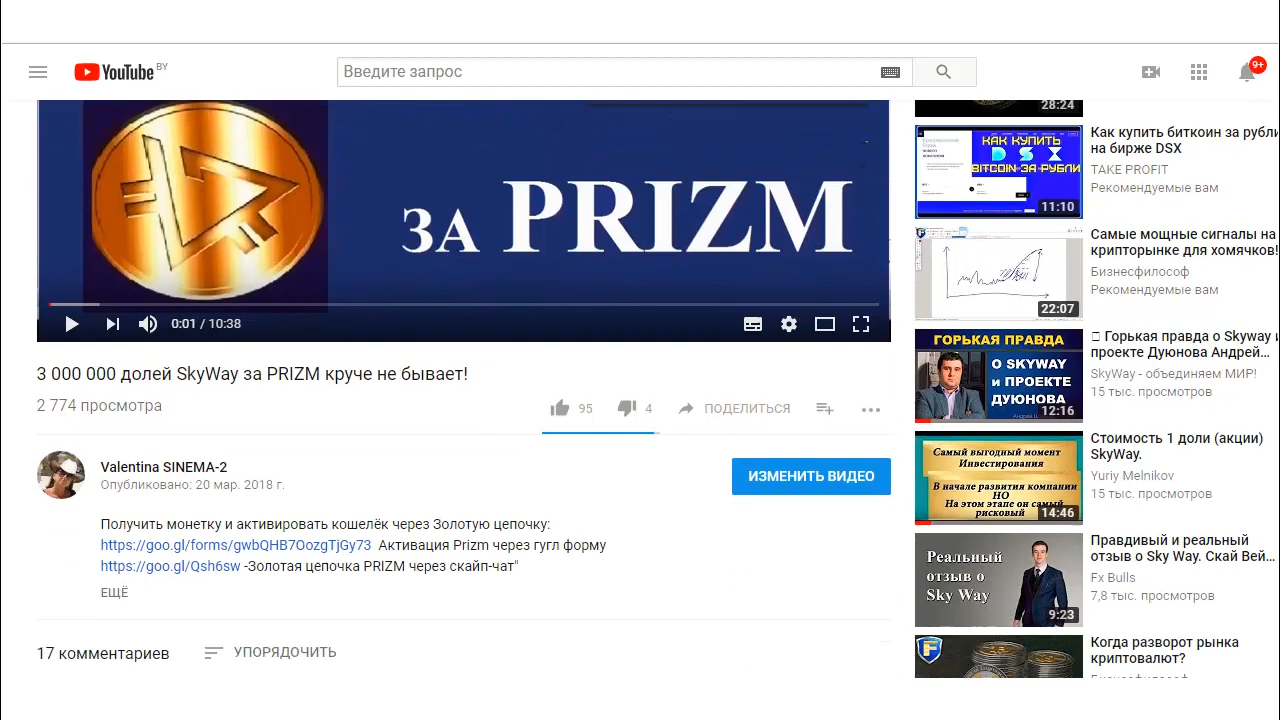 YouTube BY
Введите запрос
9+
ЗА PRIZM
0:01 / 10:38
3 000 000 долей SkyWay за PRIZM круче не бывает!
2 774 просмотра
95
4
ПОДЕЛИТЬСЯ
Valentina SINEMA-2
Опубликовано: 20 мар. 2018 г.
ИЗМЕНИТЬ ВИДЕО
Получить монетку и активировать кошелёк через Золотую цепочку:
https://goo.gl/forms/gwbQHB7OozgTjGy73 Активация Prizm через гугл форму
https://goo.gl/Qsh6sw -Золотая цепочка PRIZM через скайп-чат"
ЕЩЁ
17 комментариев
УПОРЯДОЧИТЬ
28:24
КАК КУПИТЬ
DSX
BITCOIN ЗА РУБЛИ
11:10
Как купить биткоин за рубли
на бирже DSX
TAKE PROFIT
Рекомендуемые вам
22:07
Самые мощные сигналы на
крипторынке для хомячков!
Бизнесфилософ
Рекомендуемые вам
ГОРЬКАЯ ПРАВДА
О SKYWAY
и ПРОЕКТЕ
ДУЮНОВА
12:16
Горькая правда о Skyway и
проекте Дуюнова Андрей...
SkyWay - объединяем МИР!
15 тыс. просмотров
Самый выгодный момент
Инвестирования
В начале развития компании
НО
На этом этапе он самый
рисковый
14:46
Стоимость 1 доли (акции)
SkyWay.
Yuriy Melnikov
15 тыс. просмотров
Реальный
отзыв о
Sky Way
9:23
Правдивый и реальный
отзыв о Sky Way. Скай Вей...
Fx Bulls
7,8 тыс. просмотров
Когда разворот рынка
криптовалют?